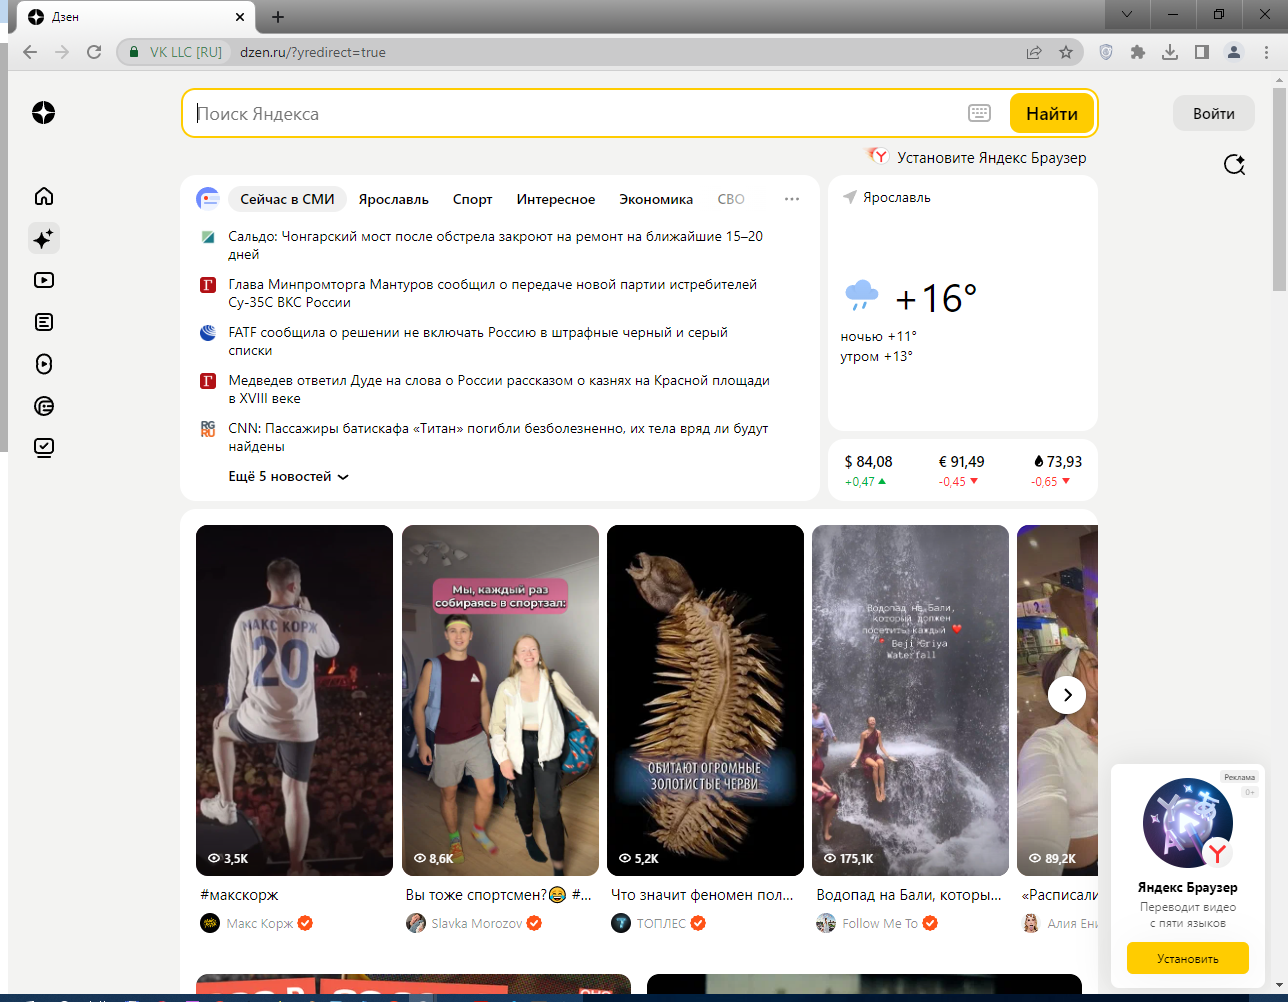 Дзен
VK LLC [RU]
dzen.ru/?yredirect=true
Поиск Яндекса
Найти
Войти
Установите Яндекс Браузер
Сейчас в СМИ
Ярославль
Спорт
Интересное
Экономика
СВО
Сальдо: Чонгарский мост после обстрела закроют на ремонт на ближайшие 15–20
дней
Глава Минпромторга Мантуров сообщил о передаче новой партии истребителей
Су-35С ВКС России
FATF сообщила о решении не включать Россию в штрафные черный и серый
списки
Медведев ответил Дуде на слова о России рассказом о казнях на Красной площади
в XVIII веке
RG
RU
CNN: Пассажиры батискафа «Титан» погибли безболезненно, их тела вряд ли будут
найдены
Ещё 5 новостей
Ярославль
+16°
ночью +11°
утром +13°
$ 84,08
+0,47
€ 91,49
-0,45
73,93
-0,65
МАКС КОРЖ
20
3,5K
#макскорж
Макс Корж
Мы, каждый раз
собираясь в спортзал:
8,6K
Вы тоже спортсмен?😂 #...
Slavka Morozov
ОБИТАЮТ ОГРОМНЫЕ
ЗОЛОТИСТЫЕ ЧЕРВИ
5,2K
Что значит феномен пол...
ТОПЛЕС
Водопад на Бали,
который должен
посетить каждый ❤️
📍 Beji Griya
Waterfall
175,1K
Водопад на Бали, которы...
Follow Me To
89,2K
«Расписали
Алия Ени
Реклама
0+
Яндекс Браузер
Переводит видео
с пяти языков
Установить